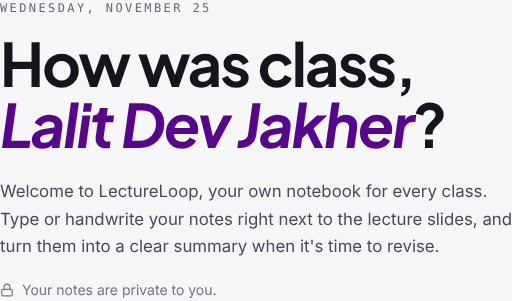 WEDNESDAY, NOVEMBER 25
How was class,
Lalit Dev Jakher?
Welcome to LectureLoop, your own notebook for every class.
Type or handwrite your notes right next to the lecture slides, and
turn them into a clear summary when it's time to revise.
Your notes are private to you.